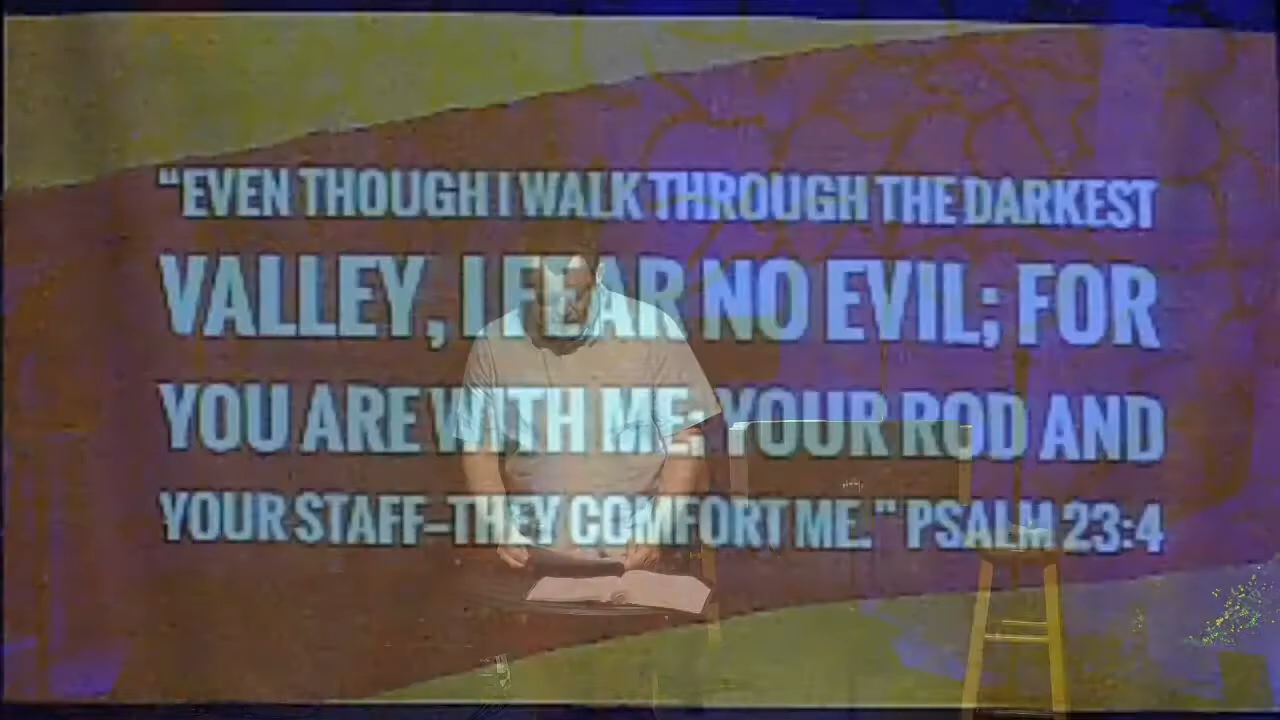 “EVEN THOUGH I WALK THROUGH THE DARKEST
VALLEY, I FEAR NO EVIL; FOR
YOU ARE WITH ME; YOUR ROD AND
YOUR STAFF–THEY COMFORT ME.” PSALM 23:4